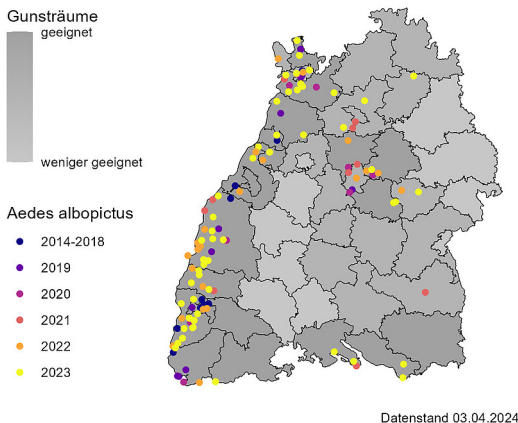 Gunsträume
geeignet
weniger geeignet
Aedes albopictus
2014-2018
2019
2020
2021
2022
2023
Datenstand 03.04.2024